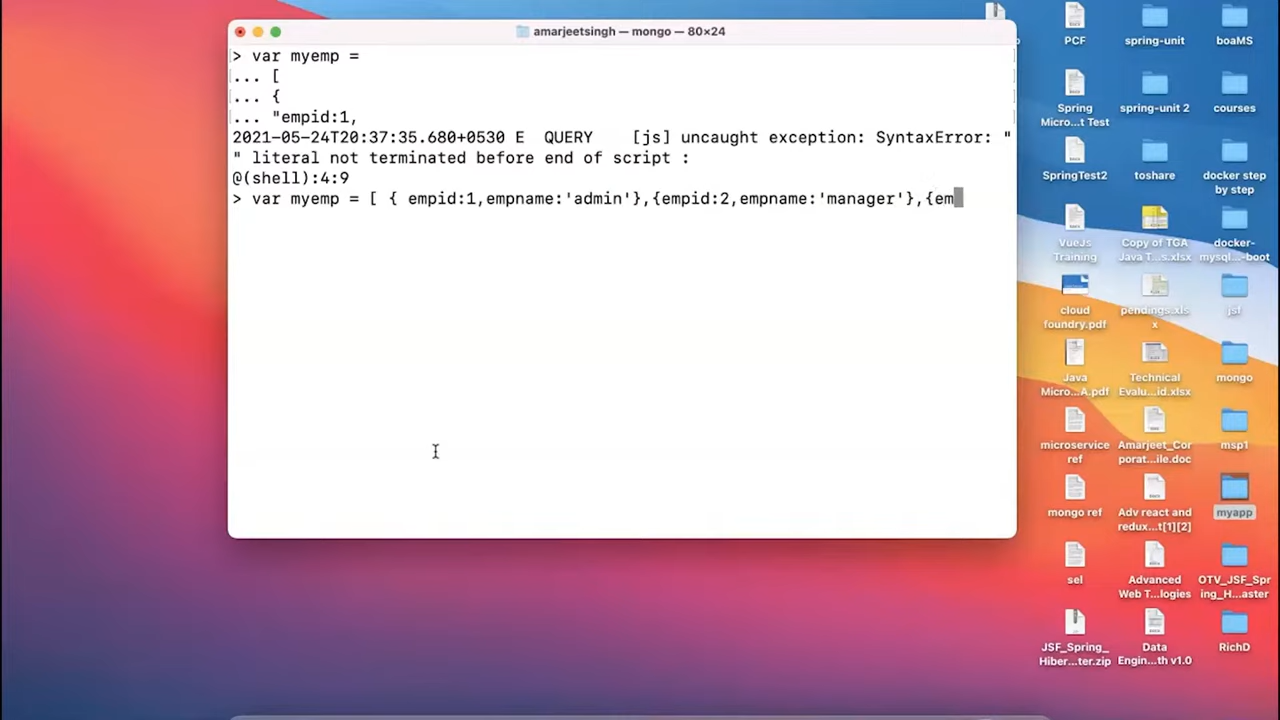 amarjeetsingh — mongo — 80×24
> var myemp =
... [
... {
... "empid:1,
2021-05-24T20:37:35.680+0530 E  QUERY    [js] uncaught exception: SyntaxError: "
" literal not terminated before end of script :
@(shell):4:9
> var myemp = [ { empid:1,empname:'admin'},{empid:2,empname:'manager'},{em
PCF
spring-unit
boaMS
Spring
Micro...t Test
spring-unit 2
courses
SpringTest2
toshare
docker step
by step
VueJs
Training
Copy of TGA
Java T...s.xlsx
docker-
mysql...-boot
cloud
foundry.pdf
pendings.xls
x
jsf
Java
Micro...A.pdf
Technical
Evalu...id.xlsx
mongo
microservice
ref
Amarjeet_Cor
porat...ile.doc
msp1
mongo ref
Adv react and
redux...t[1][2]
myapp
sel
Advanced
Web T...logies
OTV_JSF_Spr
ing_H...aster
JSF_Spring_
Hiber...ter.zip
Data
Engin...th v1.0
RichD